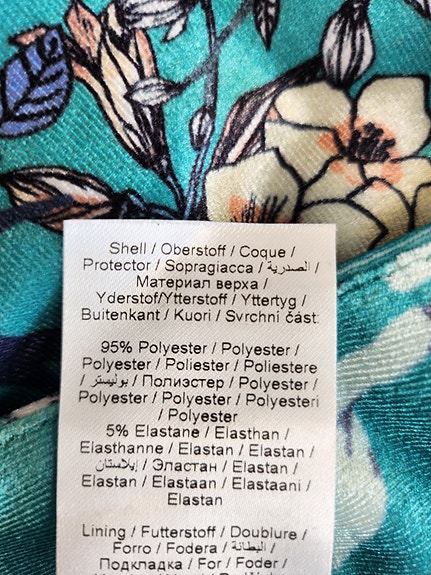 Shell / Oberstoff / Coque /
Protector / Sopragiacca / الصدرية /
Материал верха /
Yderstof/Ytterstoff / Yttertyg /
Buitenkant / Kuori / Svrchní část:
95% Polyester / Polyester /
Polyester / Poliester / Poliestere
/ بوليستر / Полиэстер / Polyester /
Polyester / Polyester / Polyesteri
/ Polyester
5% Elastane / Elasthan /
Elasthanne / Elastan / Elastan /
إيلاستان / Эластан / Elastan /
Elastan / Elastaan / Elastaani /
Elastan
Lining / Futterstoff / Doublure /
Forro / Fodera / البطانة /
Подкладка / For / Foder /